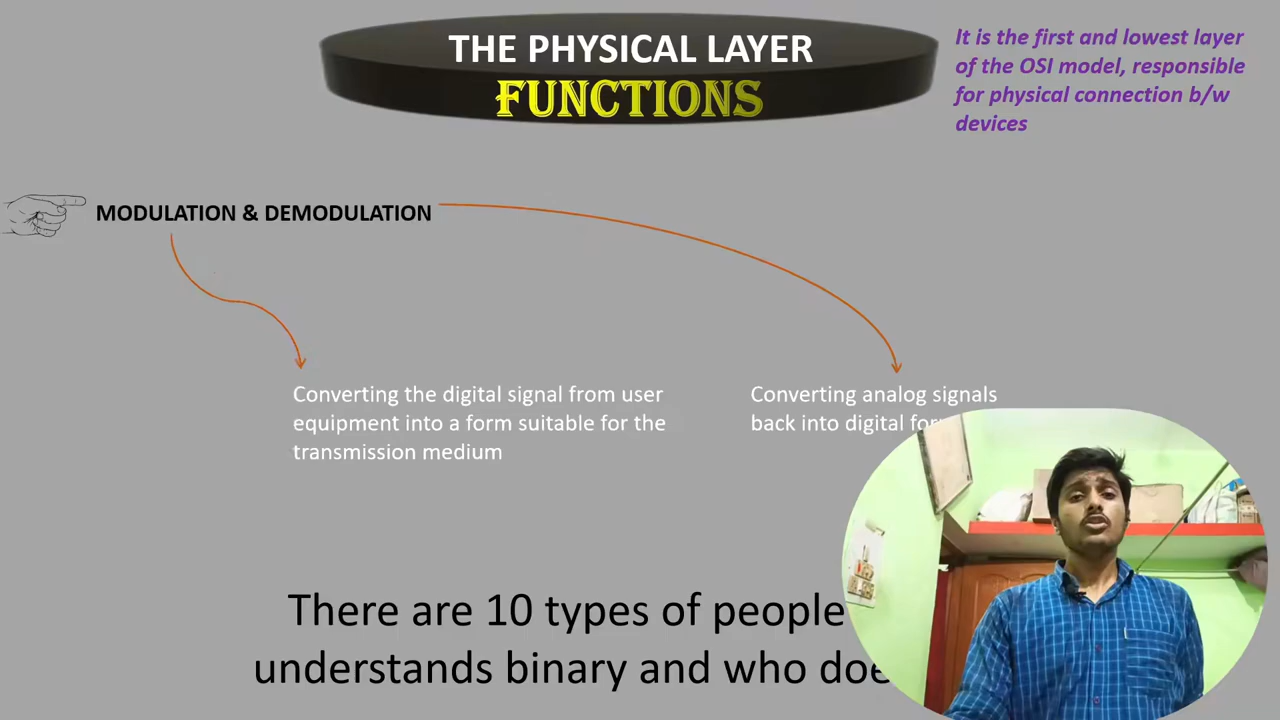 THE PHYSICAL LAYER
FUNCTIONS
It is the first and lowest layer
of the OSI model, responsible
for physical connection b/w
devices
MODULATION & DEMODULATION
Converting the digital signal from user
equipment into a form suitable for the
transmission medium
Converting analog signals
back into digital
There are 10 types of people
understands binary and who